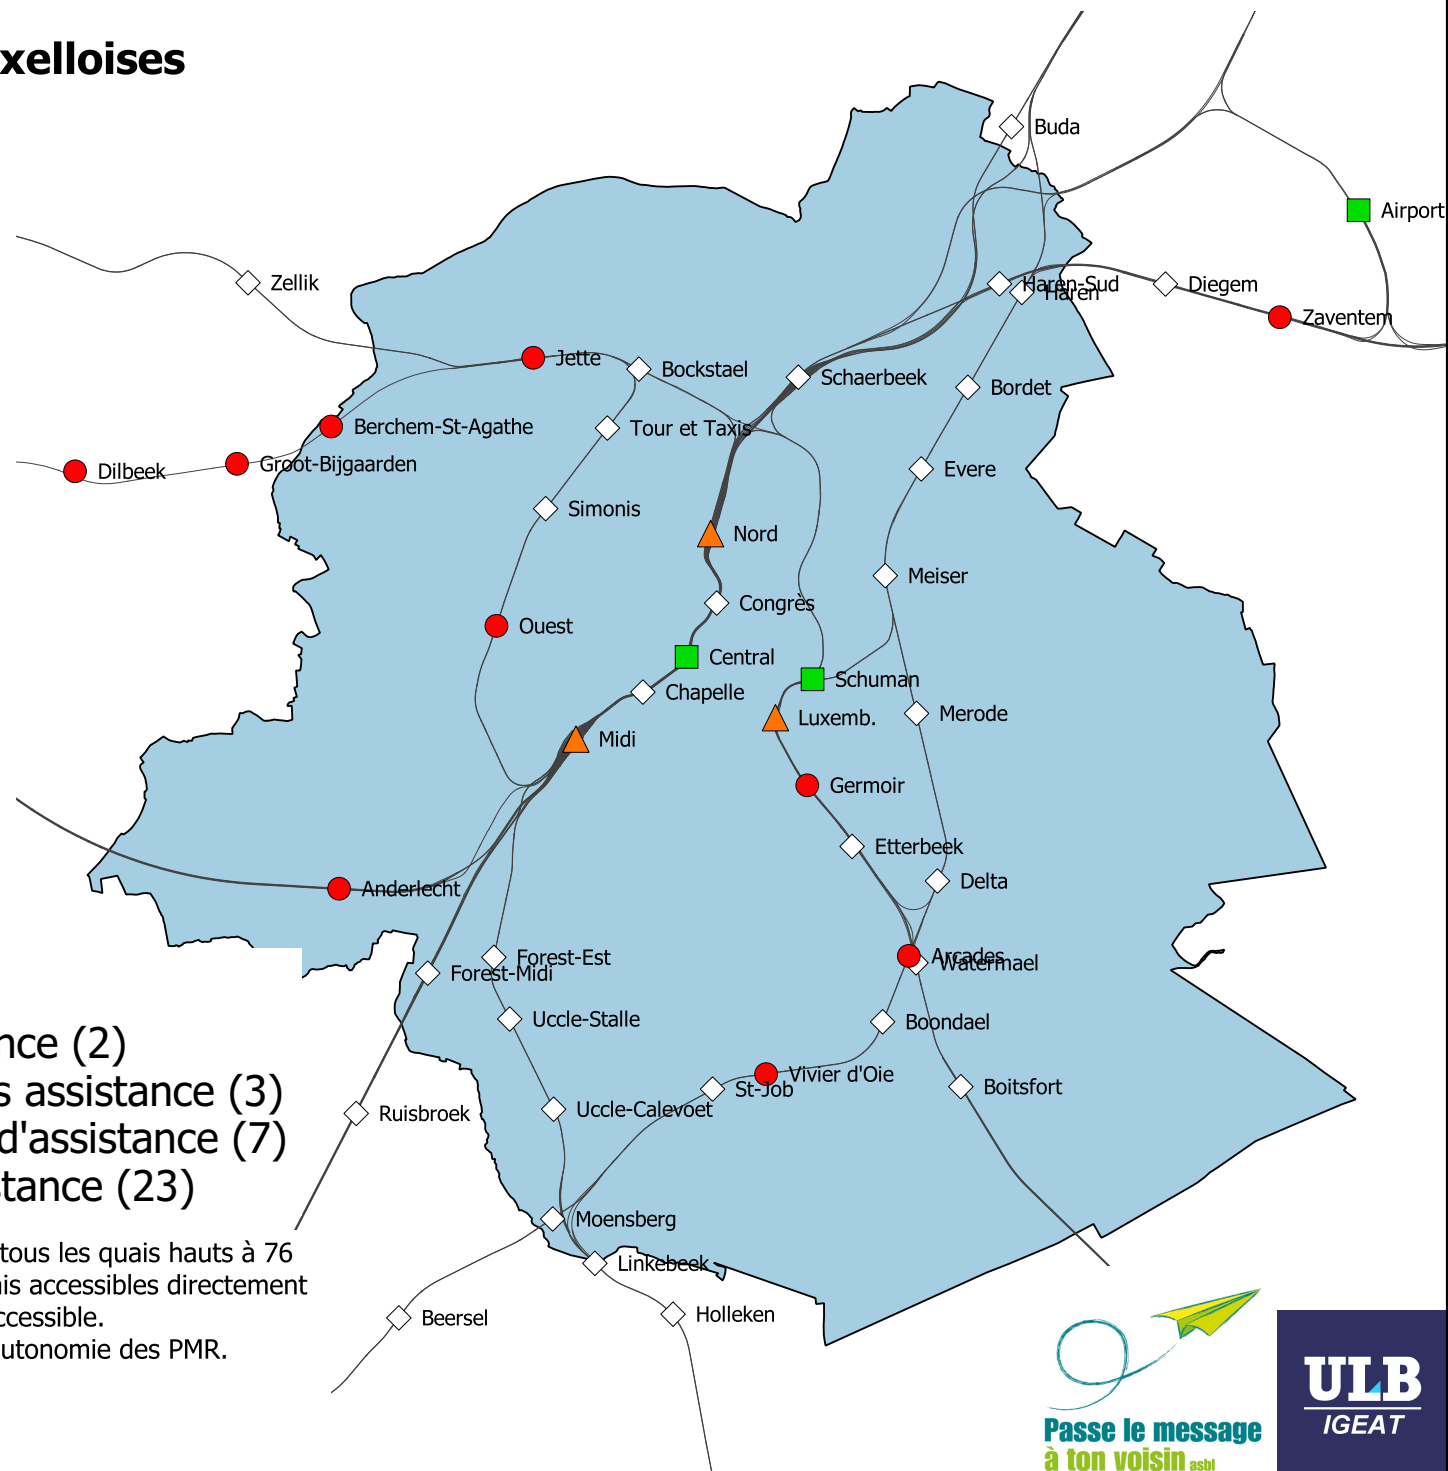 xelloises
Buda
Airport
Zellik
Haren-Sud
Haren
Diegem
Zaventem
Jette
Bockstael
Schaerbeek
Bordet
Berchem-St-Agathe
Tour et Taxis
Dilbeek
Groot-Bijgaarden
Evere
Simonis
Nord
Meiser
Congrès
Ouest
Central
Schuman
Chapelle
Luxemb.
Merode
Midi
Germoir
Etterbeek
Delta
Anderlecht
Forest-Est
Forest-Midi
Arcades
Watermael
Uccle-Stalle
Boondael
nce (2)
Vivier d'Oie
St-Job
Boitsfort
s assistance (3)
Ruisbroek
Uccle-Calevoet
d'assistance (7)
tance (23)
Moensberg
tous les quais hauts à 76
Linkebeek
is accessibles directement
Beersel
Holleken
ccessible.
utonomie des PMR.
ULB
IGEAT
Passe le message
à ton voisin asbl